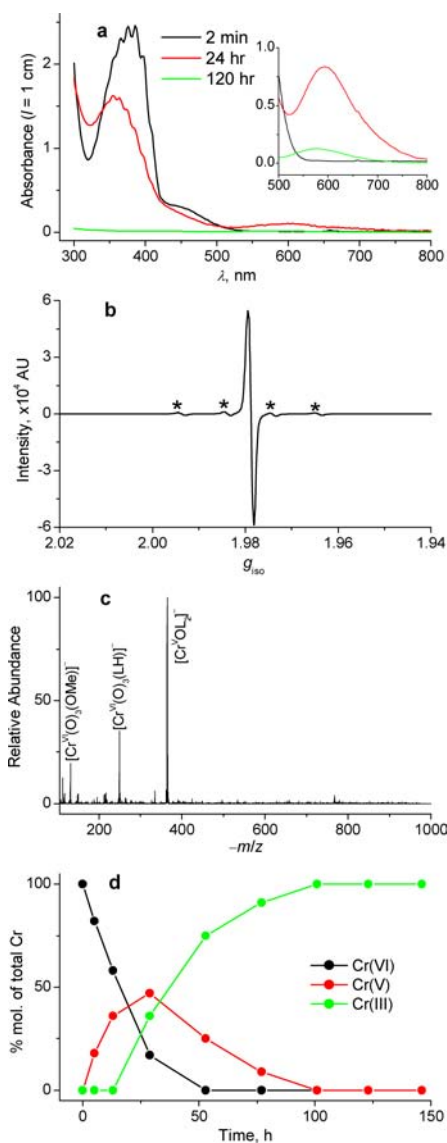 a
2 min
24 hr
120 hr
Absorbance (l = 1 cm)
2
1
0
300 400 500 600 700 800
λ, nm
1.0
0.5
0.0
500 600 700 800
b
Intensity, x10⁴ AU
6
3
0
-3
-6
* * * *
2.02 2.00 1.98 1.96 1.94
g iso
c
Relative Abundance
100
50
0
[Cr^VI(O)₃(OMe)]⁻
[Cr^VI(O)₃(LH)]⁻
[Cr^VOL₂]⁻
200 400 600 800 1000
−m/z
d
% mol. of total Cr
100
50
0
Cr(VI)
Cr(V)
Cr(III)
0 50 100 150
Time, h